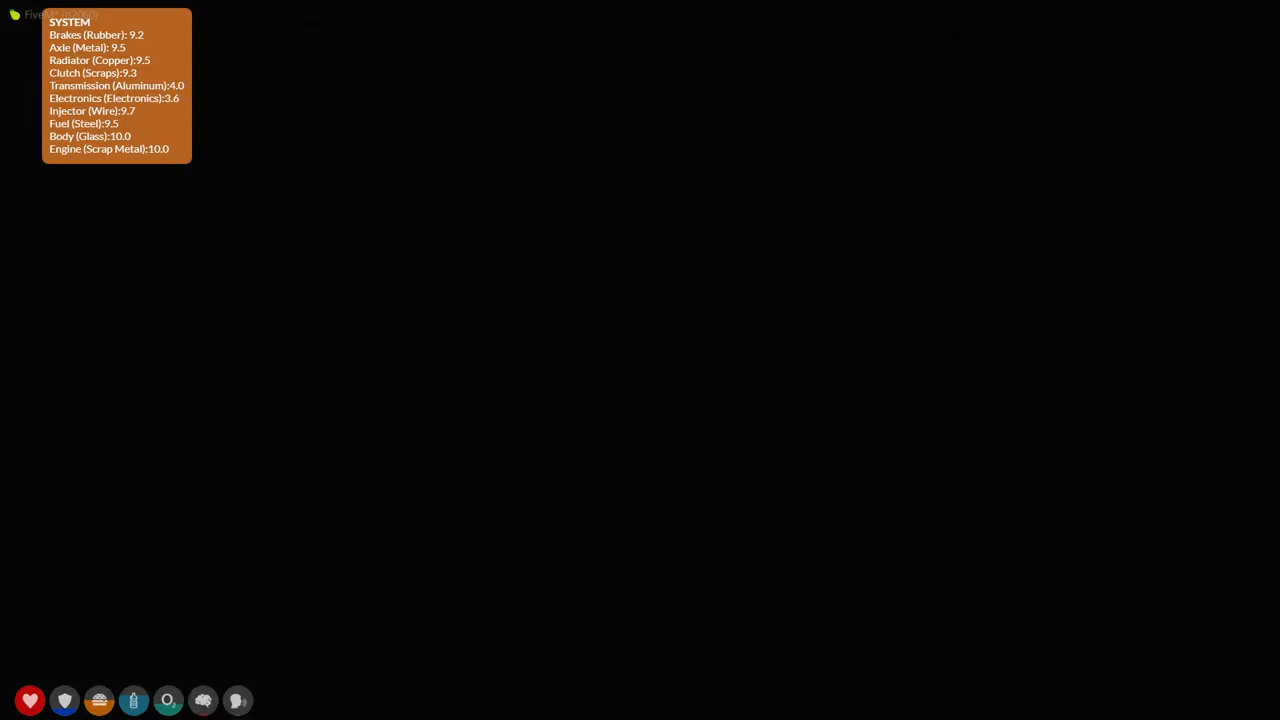 SYSTEM
Brakes (Rubber): 9.2
Axle (Metal): 9.5
Radiator (Copper):9.5
Clutch (Scraps):9.3
Transmission (Aluminum):4.0
Electronics (Electronics):3.6
Injector (Wire):9.7
Fuel (Steel):9.5
Body (Glass):10.0
Engine (Scrap Metal):10.0
O2